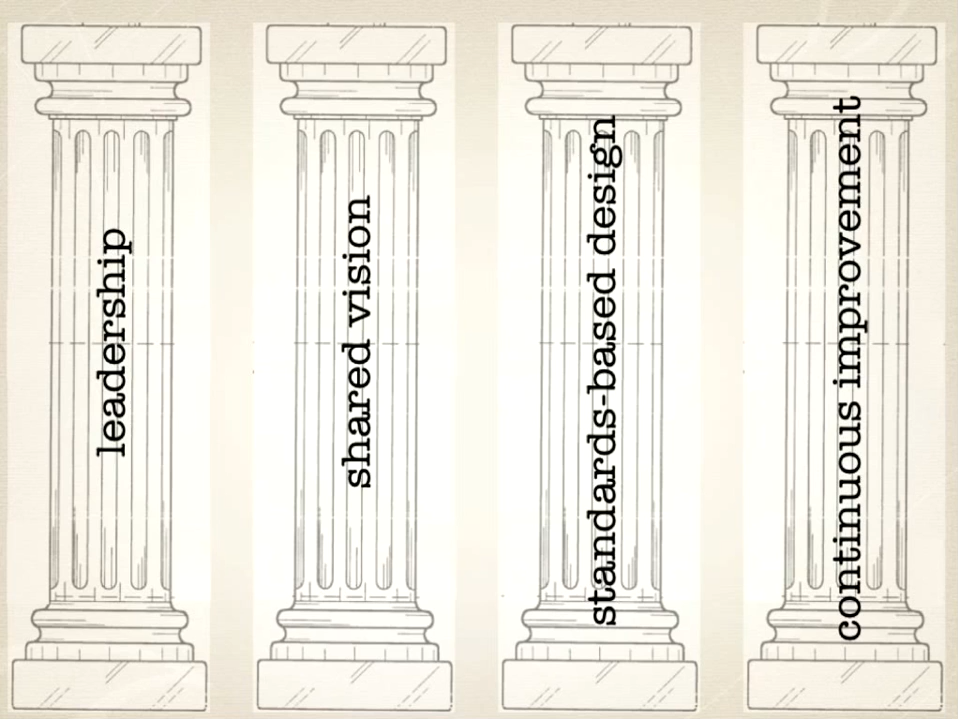 leadership
shared vision
standards-based design
continuous improvement